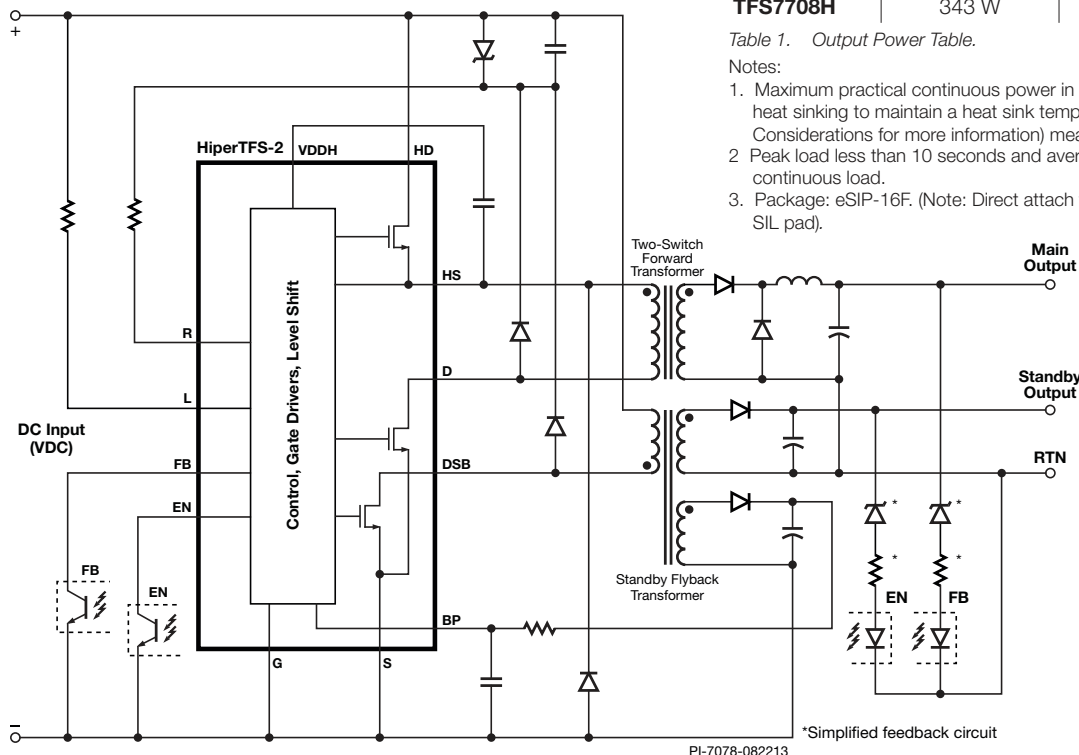 TFS7708H 343 W
Table 1. Output Power Table.
Notes:
1. Maximum practical continuous power in
heat sinking to maintain a heat sink temp
Considerations for more information) mea
2 Peak load less than 10 seconds and aver
continuous load.
3. Package: eSIP-16F. (Note: Direct attach
SIL pad).
+
HiperTFS-2
VDDH
HD
Two-Switch
Forward
Transformer
Main
Output
HS
Control, Gate Drivers, Level Shift
R
D
L
Standby
Output
DC Input
(VDC)
FB
DSB
RTN
EN
*
*
FB
EN
*
*
Standby Flyback
Transformer
EN
FB
BP
G
S
–
*Simplified feedback circuit
PI-7078-082213